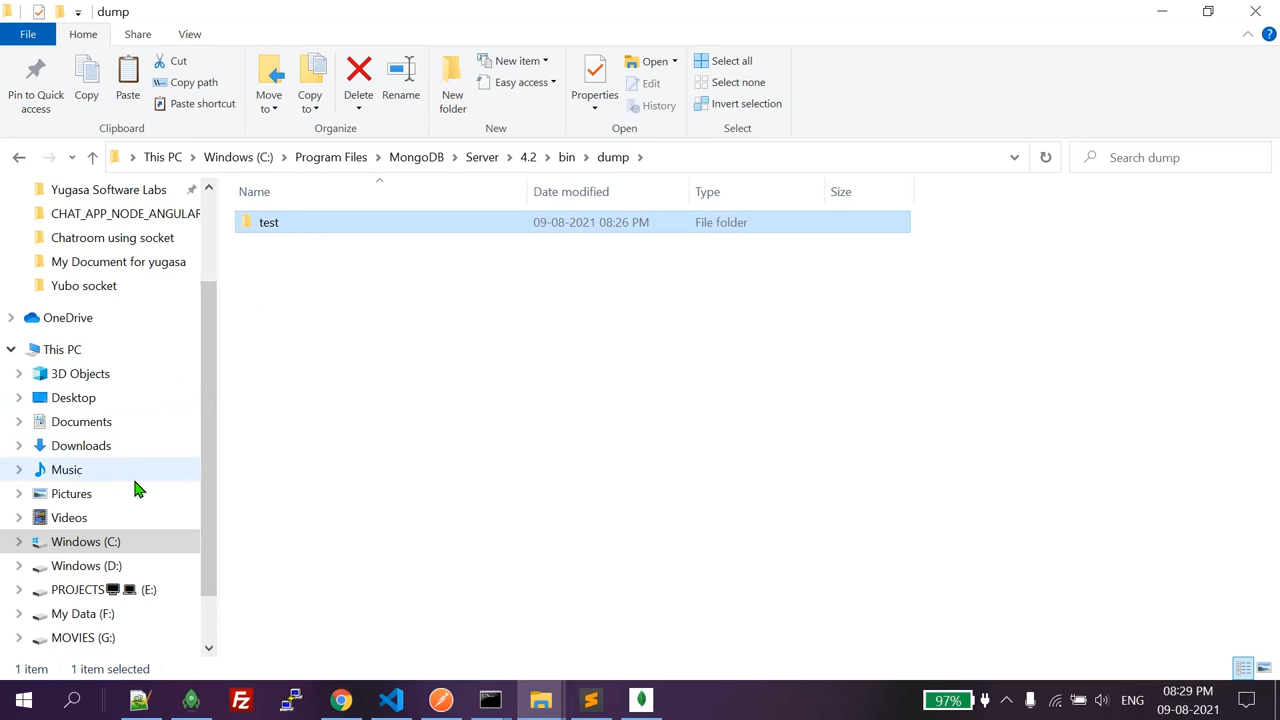 dump
File
Home
Share
View
Pin to Quick access
Copy
Paste
Cut
Copy path
Paste shortcut
Clipboard
Move to
Copy to
Delete
Rename
Organize
New folder
New item
Easy access
New
Properties
Open
Edit
History
Open
Select all
Select none
Invert selection
Select
This PC
Windows (C:)
Program Files
MongoDB
Server
4.2
bin
dump
Search dump
Yugasa Software Labs
CHAT_APP_NODE_ANGULAR
Chatroom using socket
My Document for yugasa
Yubo socket
OneDrive
This PC
3D Objects
Desktop
Documents
Downloads
Music
Pictures
Videos
Windows (C:)
Windows (D:)
PROJECTS🖥️💻 (E:)
My Data (F:)
MOVIES (G:)
Name
Date modified
Type
Size
test
09-08-2021 08:26 PM
File folder
1 item
1 item selected
97%
ENG
08:29 PM
09-08-2021